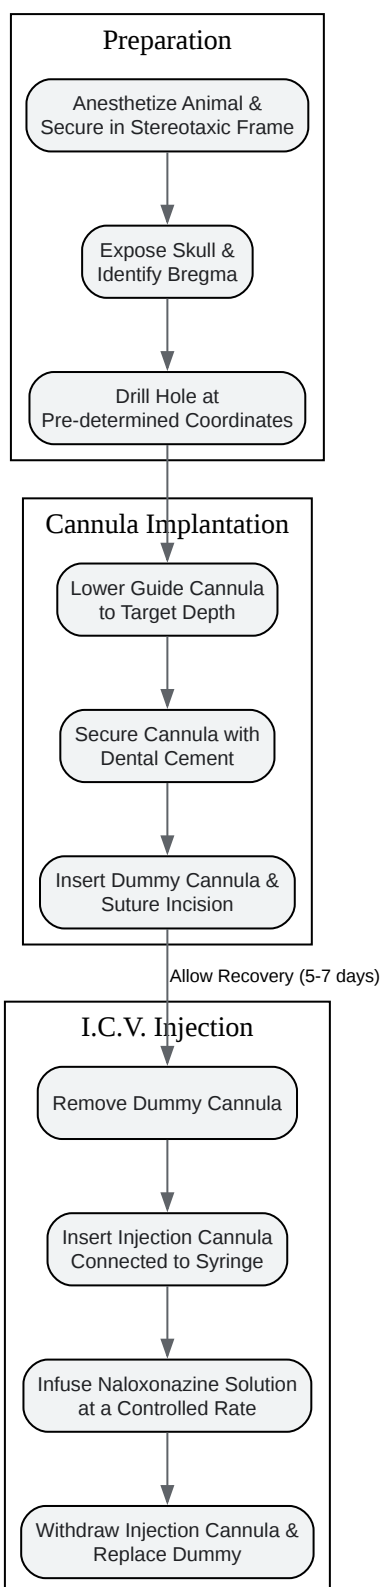 Preparation
Anesthetize Animal &
Secure in Stereotaxic Frame
Expose Skull &
Identify Bregma
Drill Hole at
Pre-determined Coordinates
Cannula Implantation
Lower Guide Cannula
to Target Depth
Secure Cannula with
Dental Cement
Insert Dummy Cannula &
Suture Incision
Allow Recovery (5-7 days)
I.C.V. Injection
Remove Dummy Cannula
Insert Injection Cannula
Connected to Syringe
Infuse Naloxonazine Solution
at a Controlled Rate
Withdraw Injection Cannula &
Replace Dummy